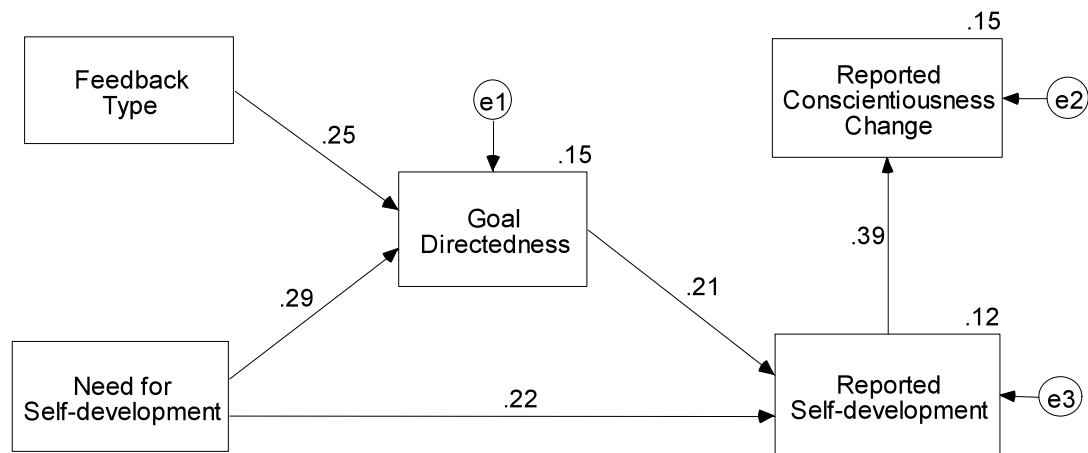 .15
Feedback
Type
Reported
Conscientiousness
Change
e2
e1
.25
.15
Goal
Directedness
.39
.29
.21
.12
Need for
Self-development
.22
Reported
Self-development
e3